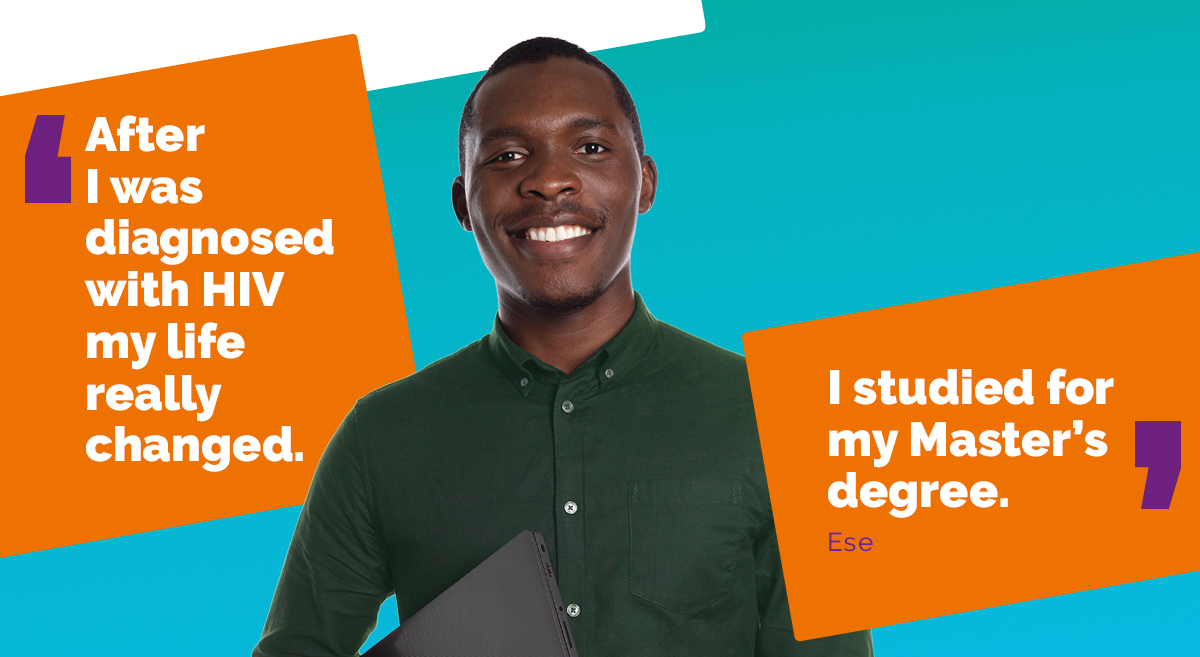 After
I was
diagnosed
with HIV
my life
really
changed.
I studied for
my Master’s
degree.
Ese